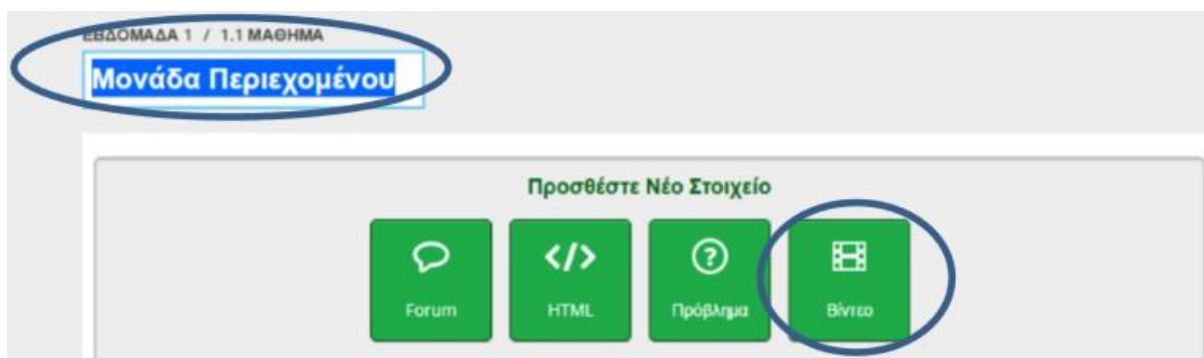 ΕΒΔΟΜΑΔΑ 1 / 1.1 ΜΑΘΗΜΑ
Μονάδα Περιεχομένου
Προσθέστε Νέο Στοιχείο
Forum
HTML
Πρόβλημα
Βίντεο